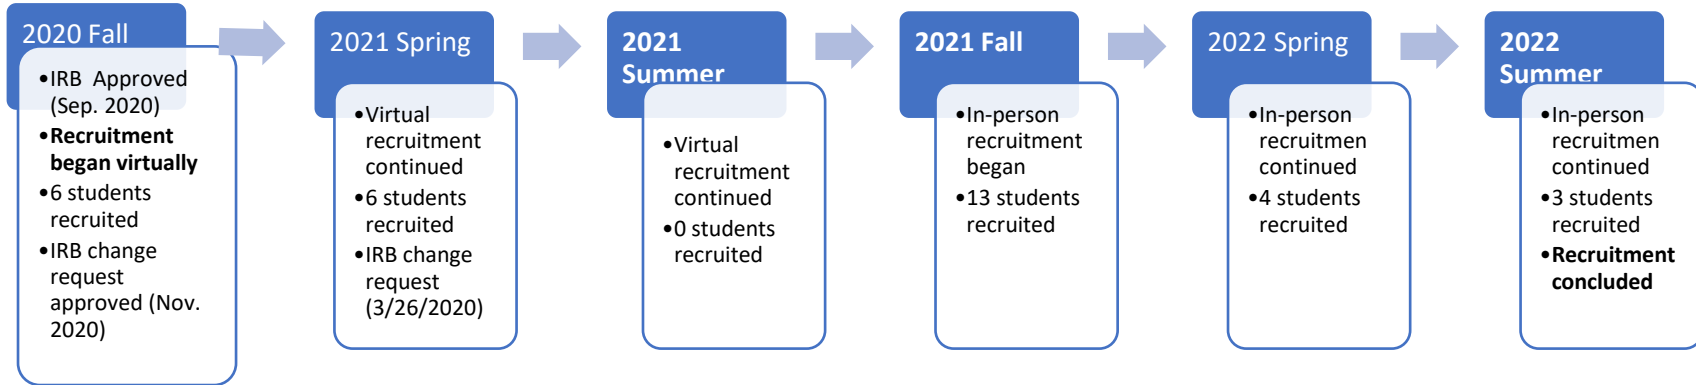 2020 Fall
•IRB Approved
(Sep. 2020)
•Recruitment
began virtually
•6 students
recruited
•IRB change
request
approved (Nov.
2020)
2021 Spring
•Virtual
recruitment
continued
•6 students
recruited
•IRB change
request
(3/26/2020)
2021
Summer
•Virtual
recruitment
continued
•0 students
recruited
2021 Fall
•In-person
recruitment
began
•13 students
recruited
2022 Spring
•In-person
recruitmen
continued
•4 students
recruited
2022
Summer
•In-person
recruitmen
continued
•3 students
recruited
•Recruitment
concluded